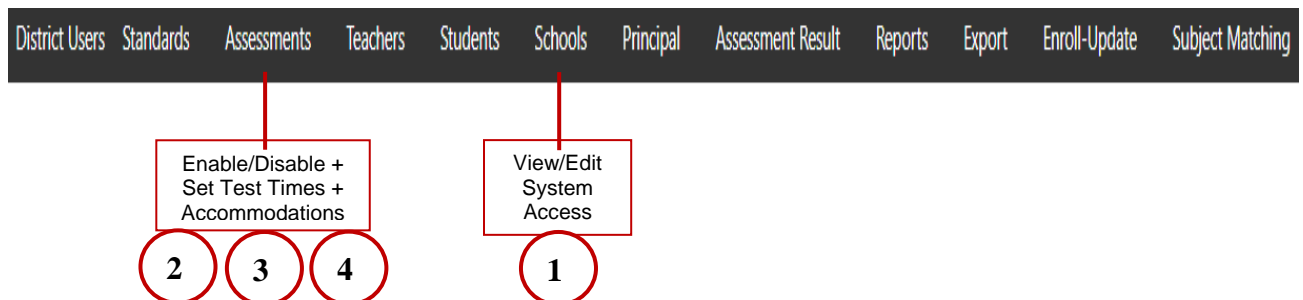 District Users Standards Assessments Teachers Students Schools Principal Assessment Result Reports Export Enroll-Update Subject Matching
Enable/Disable +
Set Test Times +
Accommodations
View/Edit
System
Access
2 3 4 1